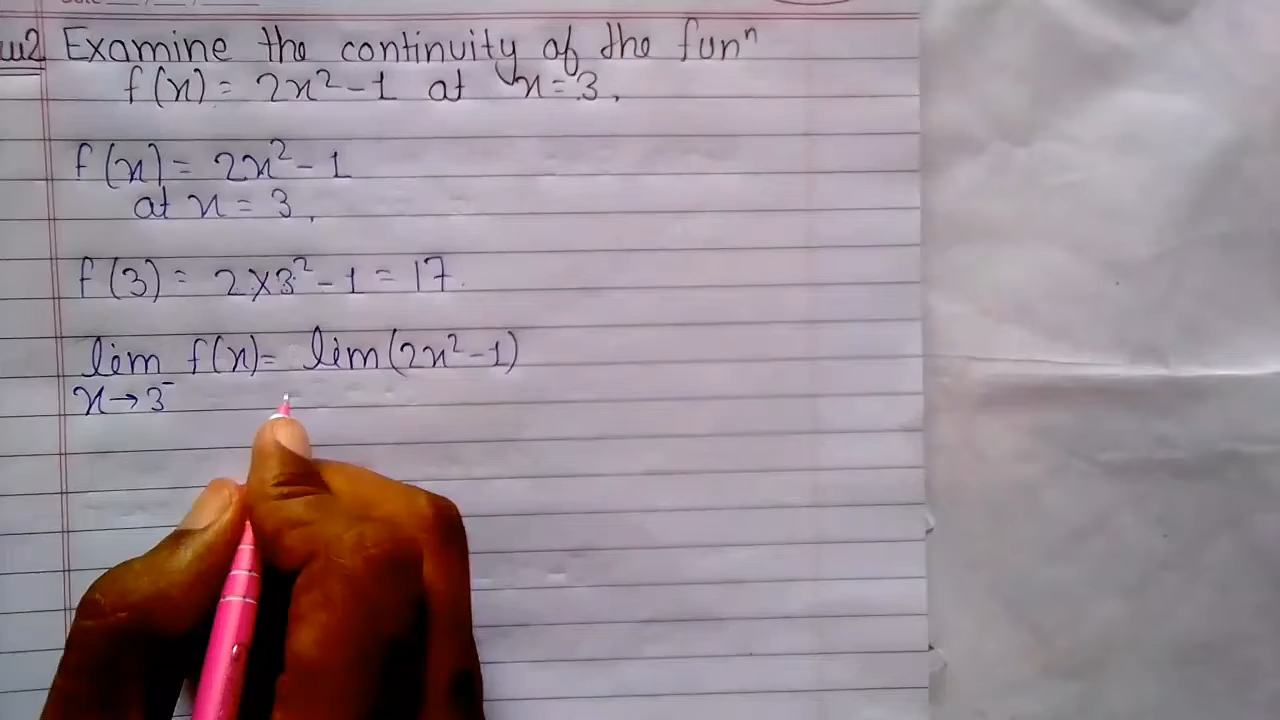 Examine the continuity of the funⁿ
f(x) = 2x² - 1 at x = 3.
f(x) = 2x² - 1
at x = 3,
f(3) = 2×3² - 1 = 17.
lim f(x) = lim (2x² - 1)
x → 3⁻